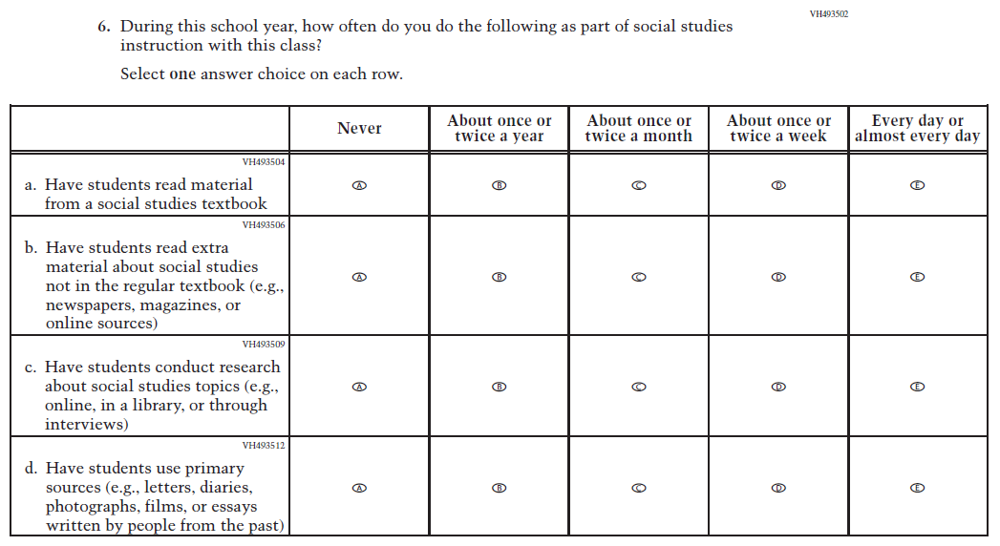 VH493502
6. During this school year, how often do you do the following as part of social studies
instruction with this class?
Select one answer choice on each row.
Never
About once or
twice a year
About once or
twice a month
About once or
twice a week
Every day or
almost every day
VH493504
a. Have students read material
from a social studies textbook
A B C D E
VH493506
b. Have students read extra
material about social studies
not in the regular textbook (e.g.,
newspapers, magazines, or
online sources)
A B C D E
VH493509
c. Have students conduct research
about social studies topics (e.g.,
online, in a library, or through
interviews)
A B C D E
VH493512
d. Have students use primary
sources (e.g., letters, diaries,
photographs, films, or essays
written by people from the past)
A B C D E